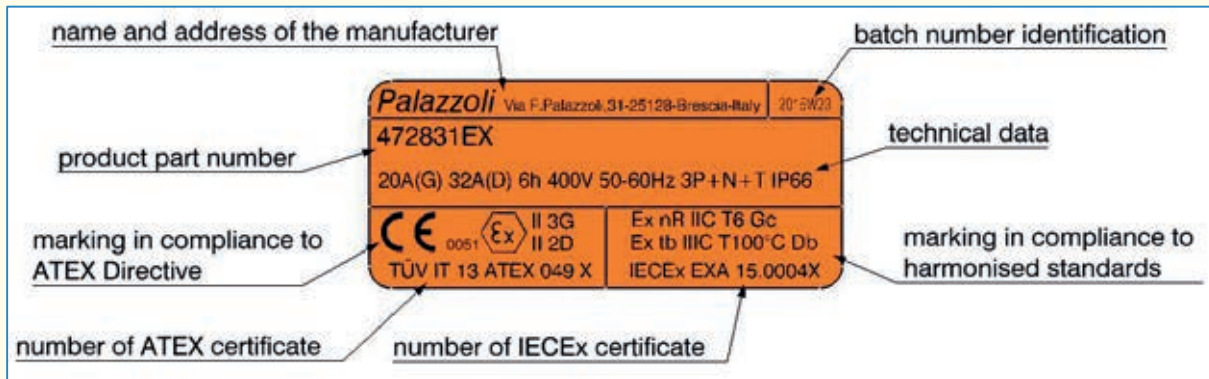 name and address of the manufacturer
batch number identification
Palazzoli Via F.Palazzoli,31-25128-Brescia-Italy 2015W23
472831EX
product part number
technical data
20A(G) 32A(D) 6h 400V 50-60Hz 3P+N+T IP66
CE 0051 Ex II 3G
II 2D
Ex nR IIC T6 Gc
Ex tb IIIC T100°C Db
marking in compliance to
ATEX Directive
marking in compliance to
harmonised standards
TÜV IT 13 ATEX 049 X
IECEx EXA 15.0004X
number of ATEX certificate
number of IECEx certificate